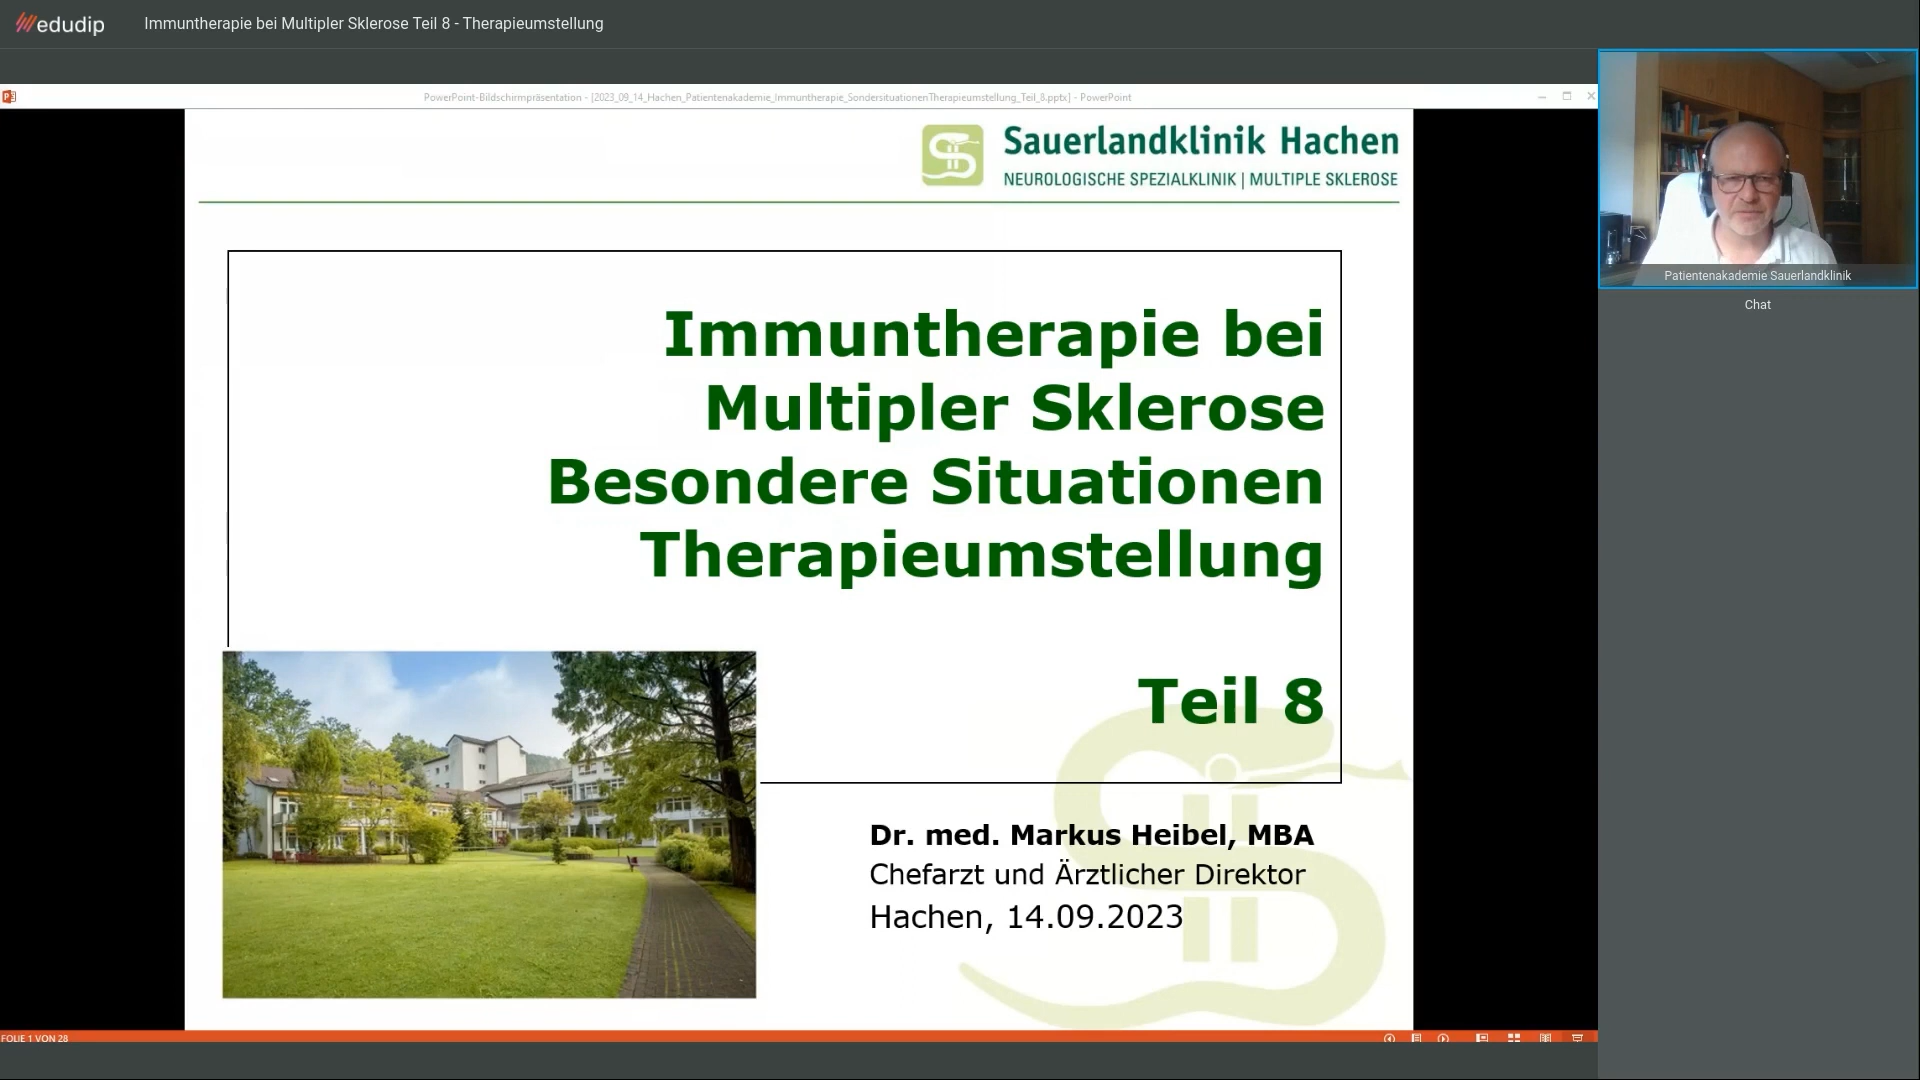 edudip
Immuntherapie bei Multipler Sklerose Teil 8 - Therapieumstellung
PowerPoint-Bildschirmpräsentation - [2023_09_14_Hachen_Patientenakademie_Immuntherapie_SondersituationenTherapieumstellung_Teil_8.pptx] - PowerPoint
Sauerlandklinik Hachen
NEUROLOGISCHE SPEZIALKLINIK | MULTIPLE SKLEROSE
Immuntherapie bei
Multipler Sklerose
Besondere Situationen
Therapieumstellung
Teil 8
Dr. med. Markus Heibel, MBA
Chefarzt und Ärztlicher Direktor
Hachen, 14.09.2023
FOLIE 1 VON 28
Patientenakademie Sauerlandklinik
Chat